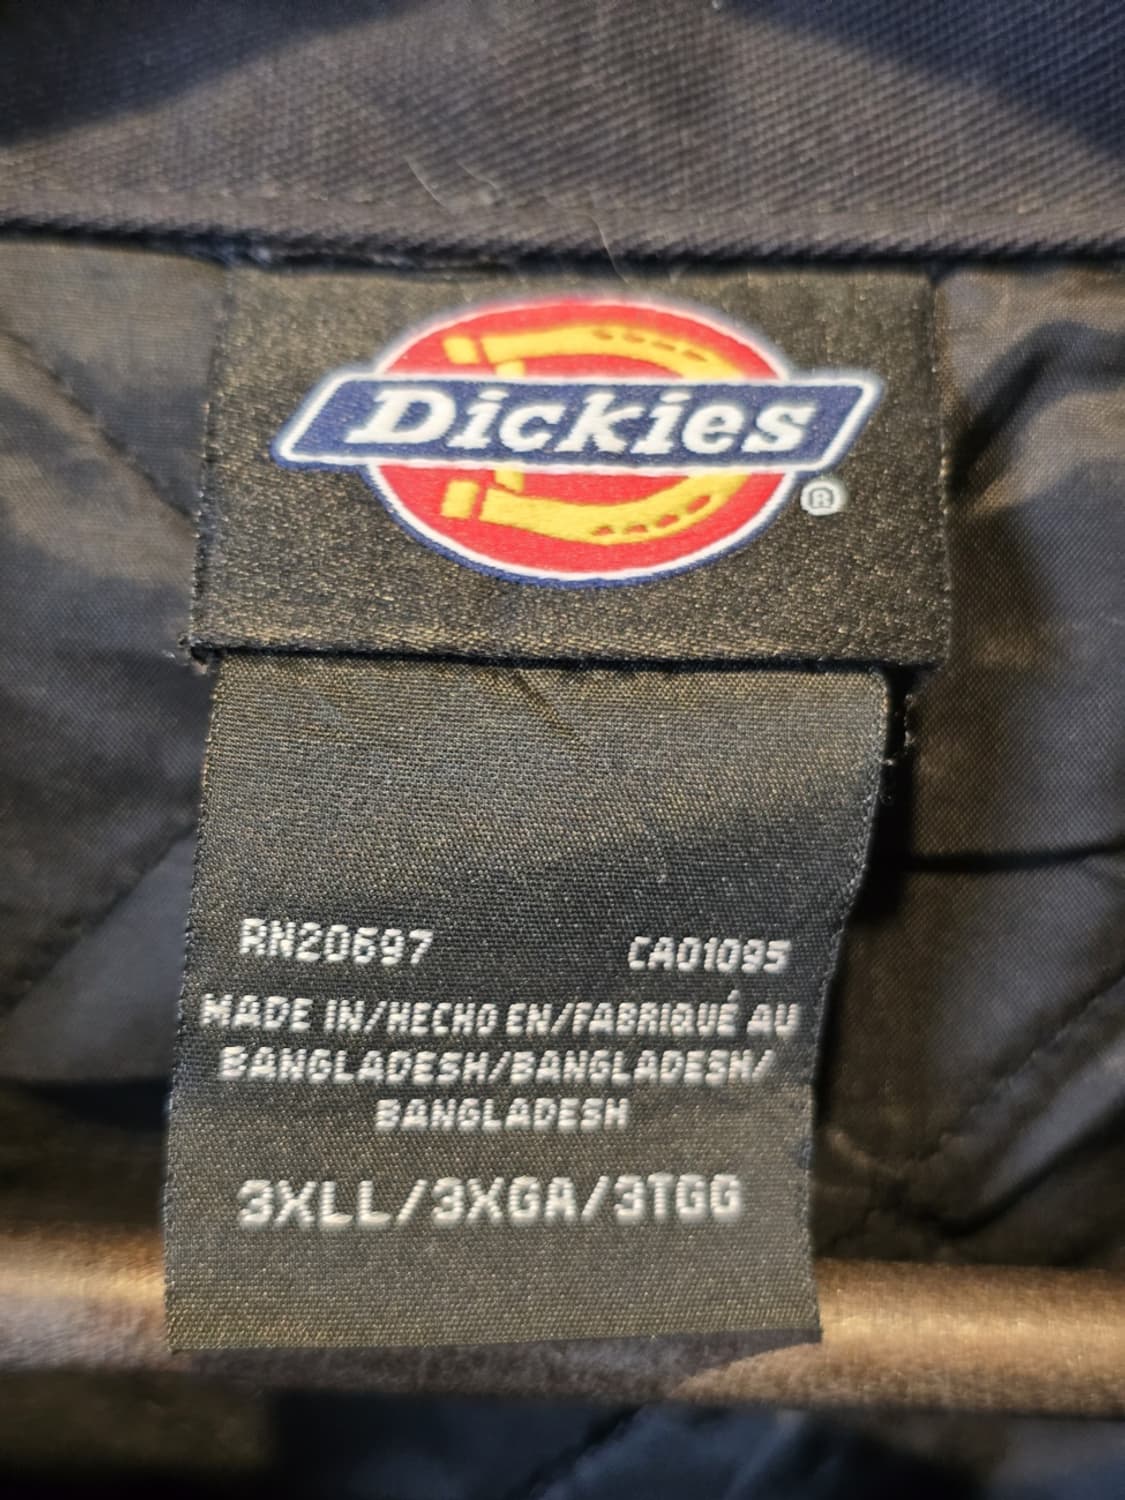 Dickies
®
RN20697 CA01095
MADE IN/HECHO EN/FABRIQUÉ AU
BANGLADESH/BANGLADESH/
BANGLADESH
3XLL/3XGA/3TGG